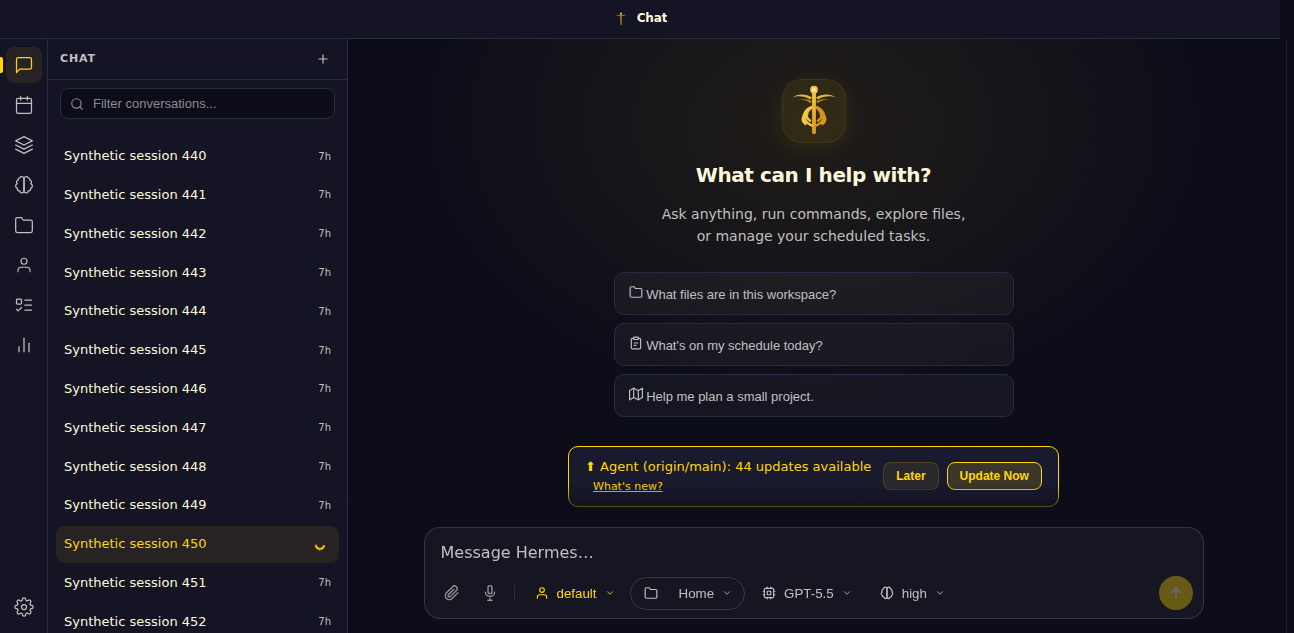 Chat
CHAT
Filter conversations...
Synthetic session 440 7h
Synthetic session 441 7h
Synthetic session 442 7h
Synthetic session 443 7h
Synthetic session 444 7h
Synthetic session 445 7h
Synthetic session 446 7h
Synthetic session 447 7h
Synthetic session 448 7h
Synthetic session 449 7h
Synthetic session 450
Synthetic session 451 7h
Synthetic session 452 7h
What can I help with?
Ask anything, run commands, explore files,
or manage your scheduled tasks.
What files are in this workspace?
What's on my schedule today?
Help me plan a small project.
⬆ Agent (origin/main): 44 updates available
What's new?
Later
Update Now
Message Hermes…
default Home GPT-5.5 high